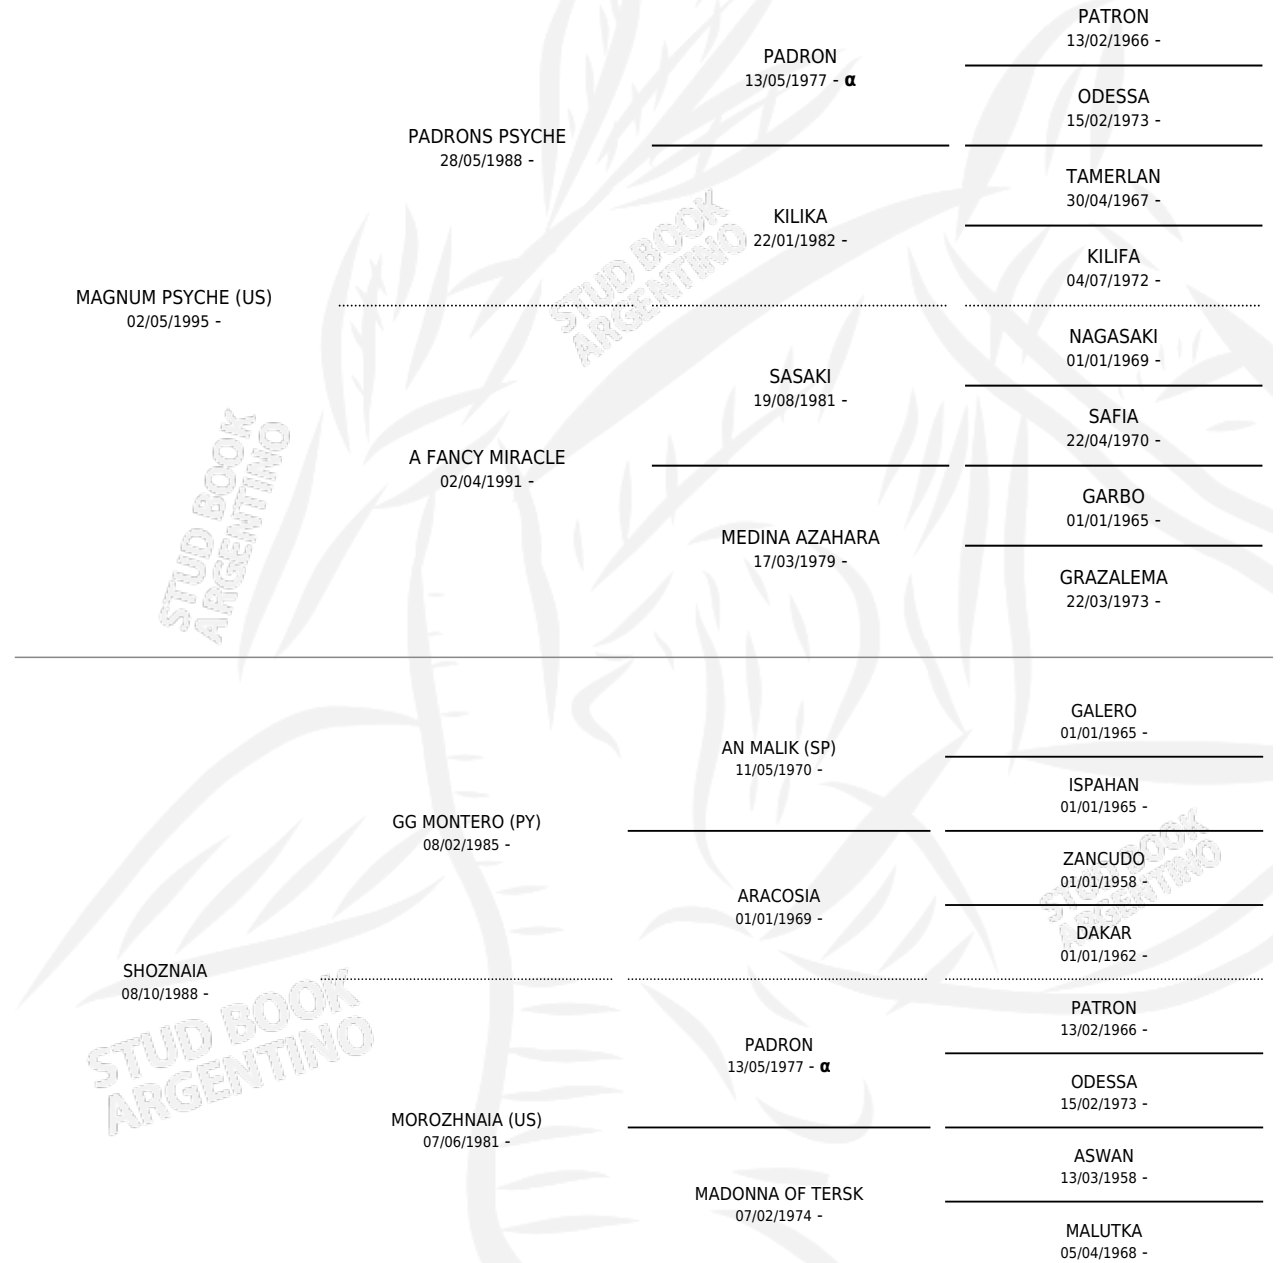 PATRON
13/02/1966 -
PADRON
13/05/1977 - α
ODESSA
15/02/1973 -
PADRONS PSYCHE
28/05/1988 -
TAMERLAN
30/04/1967 -
KILIKA
22/01/1982 -
KILIFA
04/07/1972 -
STUD BOOK
ARGENTINO
MAGNUM PSYCHE (US)
02/05/1995 -
NAGASAKI
01/01/1969 -
SASAKI
19/08/1981 -
SAFIA
22/04/1970 -
A FANCY MIRACLE
02/04/1991 -
GARBO
01/01/1965 -
MEDINA AZAHARA
17/03/1979 -
GRAZALEMA
22/03/1973 -
STUD BOOK
ARGENTINO
GALERO
01/01/1965 -
AN MALIK (SP)
11/05/1970 -
ISPAHAN
01/01/1965 -
GG MONTERO (PY)
08/02/1985 -
ZANCUDO
01/01/1958 -
STUD BOOK
ARGENTINO
ARACOSIA
01/01/1969 -
DAKAR
01/01/1962 -
SHOZNAIA
08/10/1988 -
STUD BOOK
ARGENTINO
PATRON
13/02/1966 -
PADRON
13/05/1977 - α
ODESSA
15/02/1973 -
MOROZHNAIA (US)
07/06/1981 -
ASWAN
13/03/1958 -
MADONNA OF TERSK
07/02/1974 -
MALUTKA
05/04/1968 -